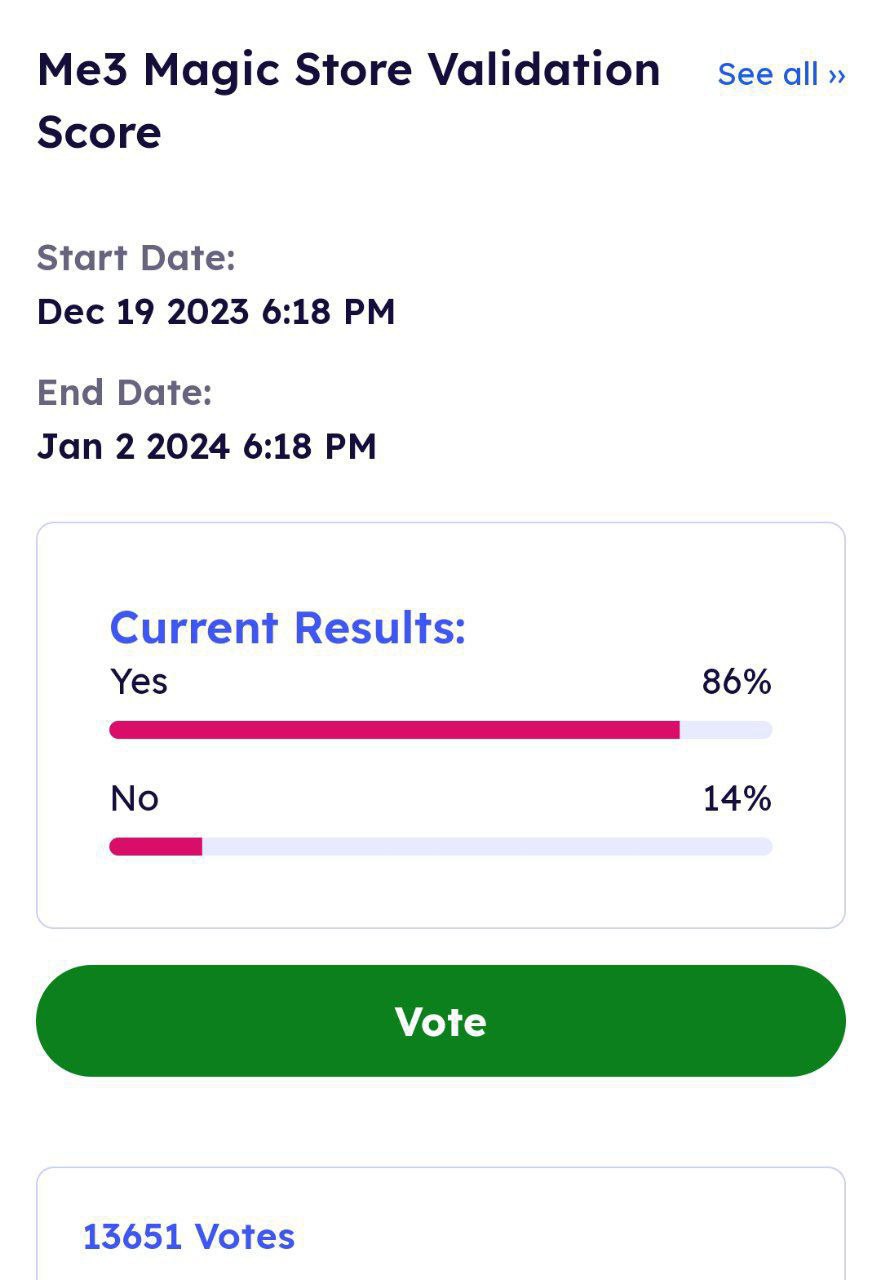 Me3 Magic Store Validation
Score
See all ››
Start Date:
Dec 19 2023 6:18 PM
End Date:
Jan 2 2024 6:18 PM
Current Results:
Yes 86%
No 14%
Vote
13651 Votes